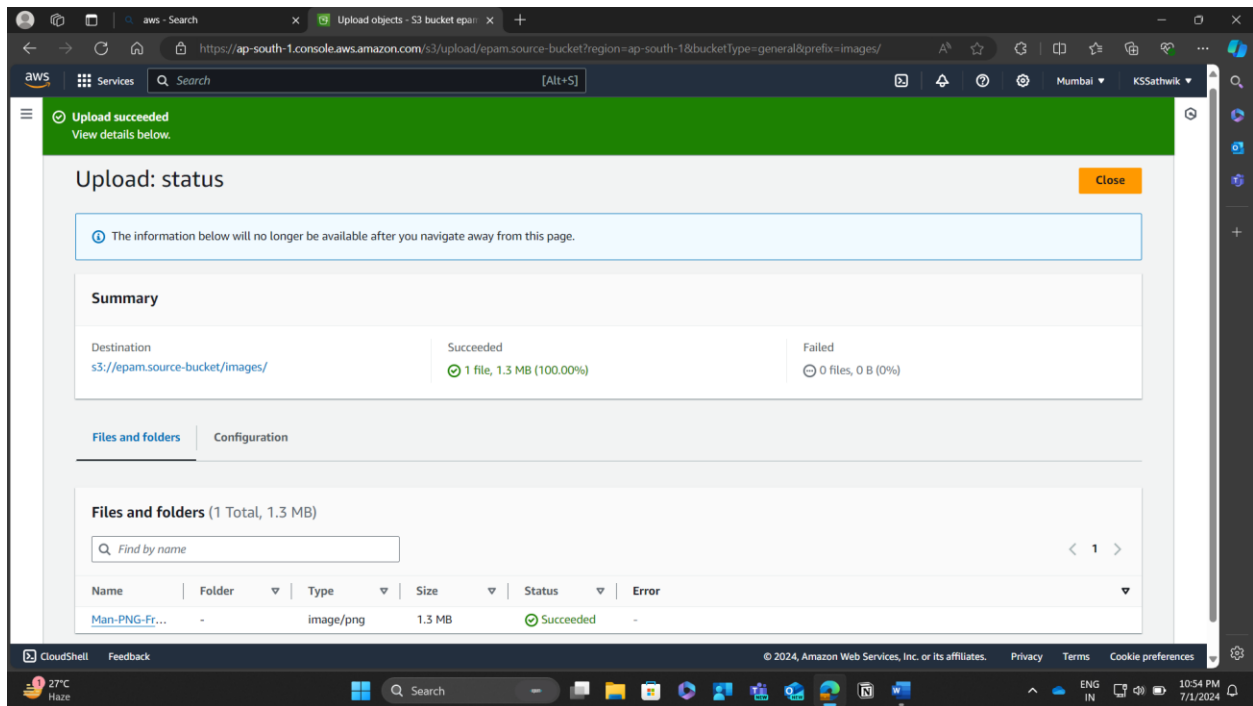 aws - Search
Upload objects - S3 bucket epam
https://ap-south-1.console.aws.amazon.com/s3/upload/epam.source-bucket?region=ap-south-1&bucketType=general&prefix=images/
aws Services Search [Alt+S] Mumbai KSSathwik
Upload succeeded
View details below.
Upload: status Close
The information below will no longer be available after you navigate away from this page.
Summary
Destination Succeeded Failed
s3://epam.source-bucket/images/ 1 file, 1.3 MB (100.00%) 0 files, 0 B (0%)
Files and folders Configuration
Files and folders (1 Total, 1.3 MB)
Find by name 1
Name Folder Type Size Status Error
Man-PNG-Fr... - image/png 1.3 MB Succeeded -
CloudShell Feedback © 2024, Amazon Web Services, Inc. or its affiliates. Privacy Terms Cookie preferences
1 27°C Search ENG 10:54 PM
Haze IN 7/1/2024